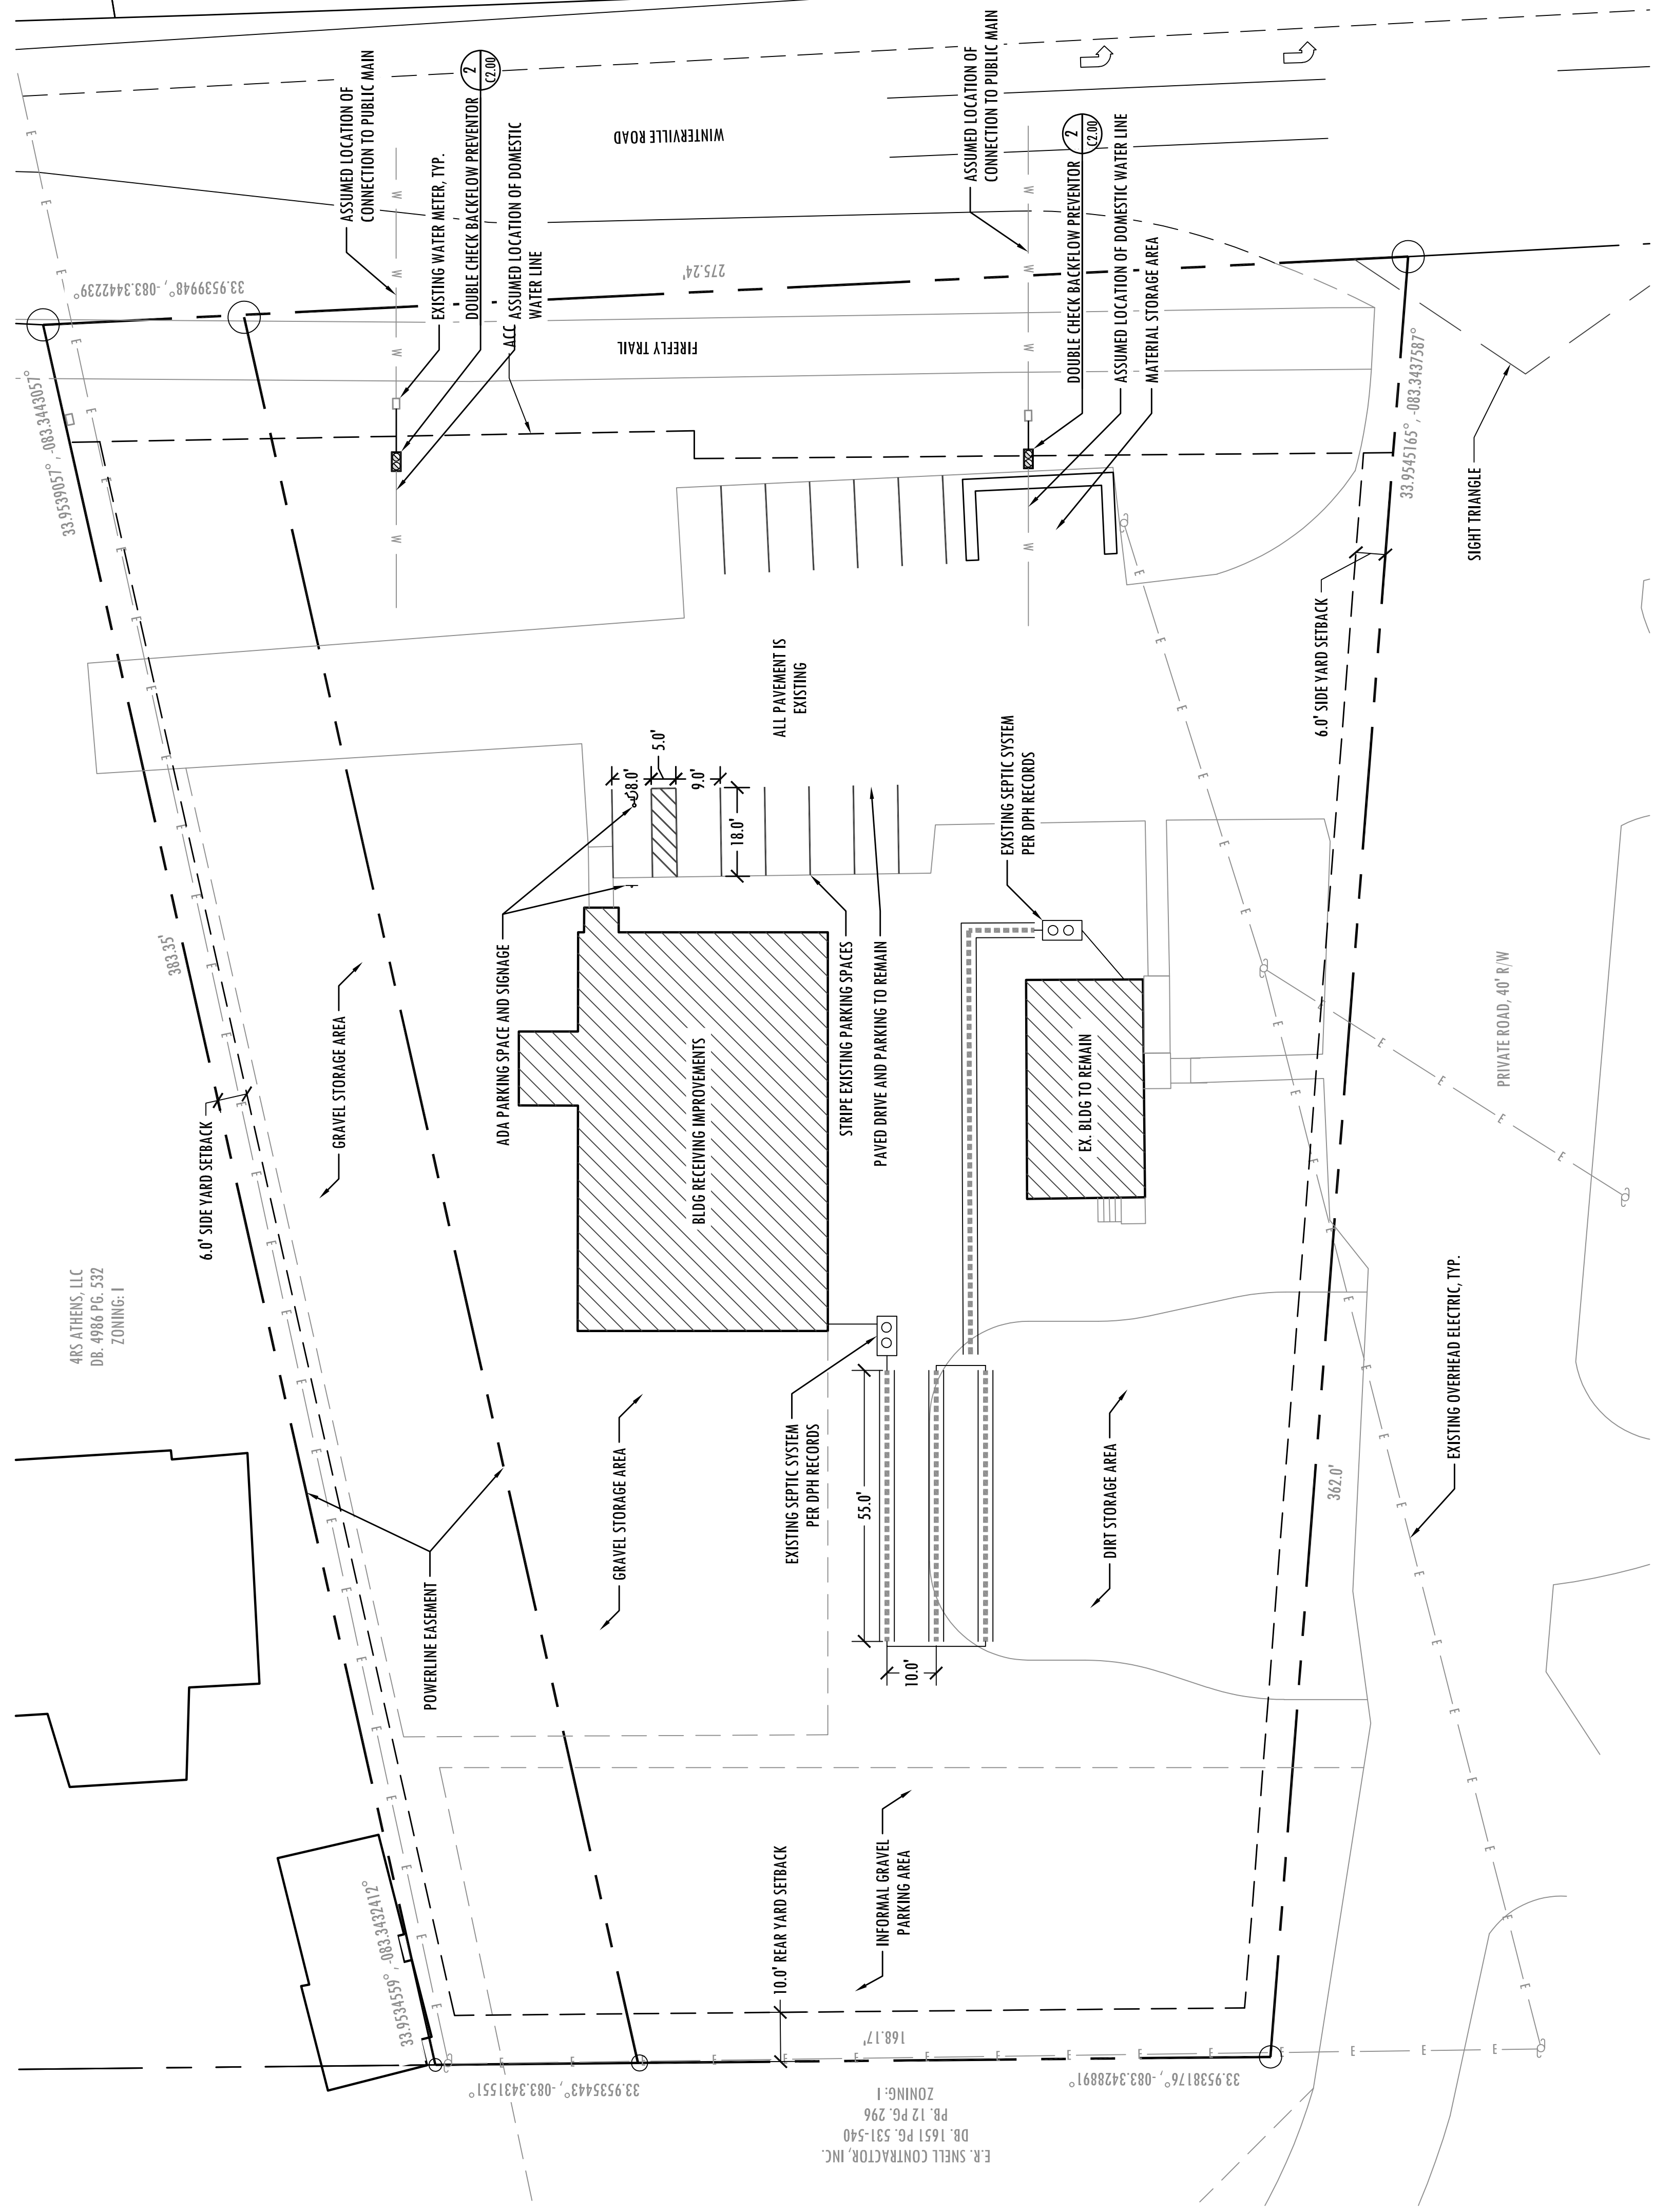 ASSUMED LOCATION OF
CONNECTION TO PUBLIC MAIN
EXISTING WATER METER, TYP.
DOUBLE CHECK BACKFLOW PREVENTOR
2
C2.00
ACC
ASSUMED LOCATION OF DOMESTIC
WATER LINE
WINTERVILLE ROAD
ASSUMED LOCATION OF
CONNECTION TO PUBLIC MAIN
DOUBLE CHECK BACKFLOW PREVENTOR
2
C2.00
ASSUMED LOCATION OF DOMESTIC WATER LINE
MATERIAL STORAGE AREA
275.24'
FIREFLY TRAIL
33.9539948°, -083.3442239°
33.9539057°, -083.3443057°
33.9545165°, -083.3437587°
SIGHT TRIANGLE
6.0' SIDE YARD SETBACK
ALL PAVEMENT IS
EXISTING
8.0'
5.0'
9.0'
18.0'
EXISTING SEPTIC SYSTEM
PER DPH RECORDS
383.35'
GRAVEL STORAGE AREA
ADA PARKING SPACE AND SIGNAGE
STRIPE EXISTING PARKING SPACES
PAVED DRIVE AND PARKING TO REMAIN
BLDG RECEIVING IMPROVEMENTS
EX. BLDG TO REMAIN
PRIVATE ROAD, 40' R/W
6.0' SIDE YARD SETBACK
4RS ATHENS, LLC
DB. 4986 PG. 532
ZONING: I
POWERLINE EASEMENT
GRAVEL STORAGE AREA
EXISTING SEPTIC SYSTEM
PER DPH RECORDS
55.0'
10.0'
DIRT STORAGE AREA
362.0'
EXISTING OVERHEAD ELECTRIC, TYP.
10.0' REAR YARD SETBACK
INFORMAL GRAVEL
PARKING AREA
33.9534559°, -083.3432412°
168.17'
33.9535443°, -083.3431551°
33.9538176°, -083.3428891°
E.R. SNELL CONTRACTOR, INC.
DB. 1651 PG. 531-540
PB. 12 PG. 296
ZONING: I